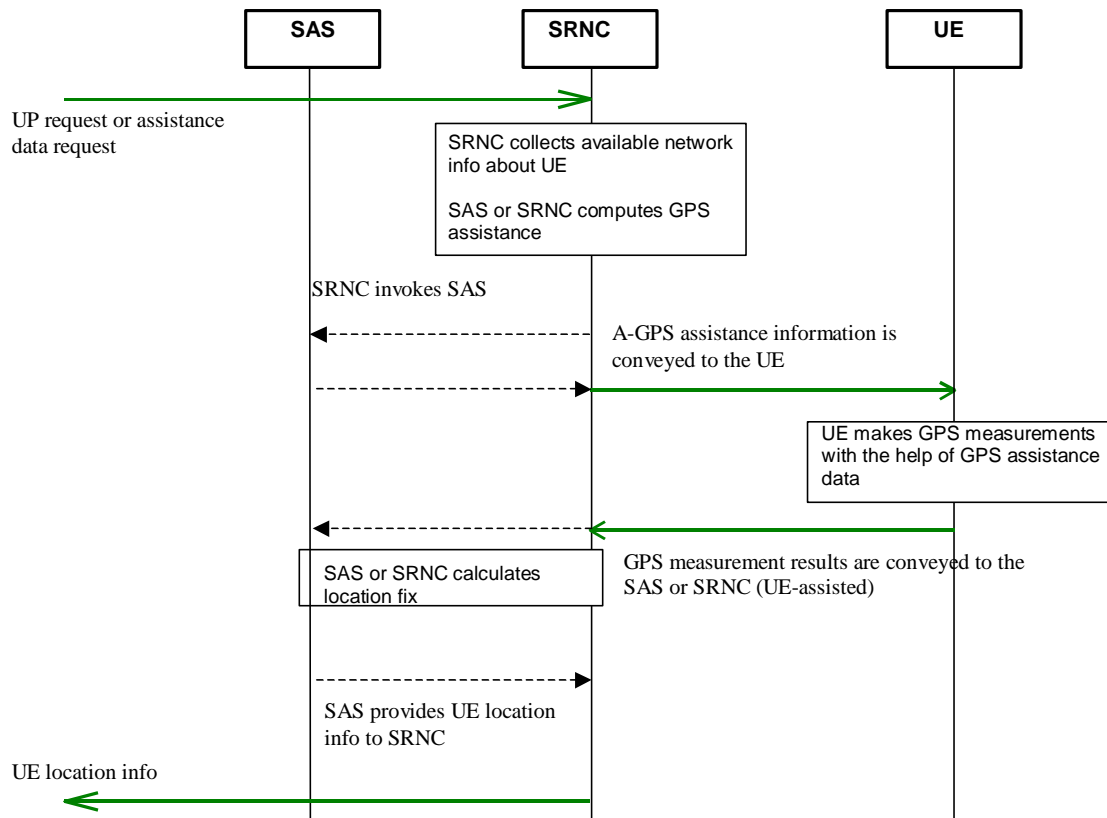 SAS
SRNC
UE
UP request or assistance
data request
SRNC collects available network
info about UE
SAS or SRNC computes GPS
assistance
SRNC invokes SAS
A-GPS assistance information is
conveyed to the UE
UE makes GPS measurements
with the help of GPS assistance
data
GPS measurement results are conveyed to the
SAS or SRNC (UE-assisted)
SAS or SRNC calculates
location fix
SAS provides UE location
info to SRNC
UE location info